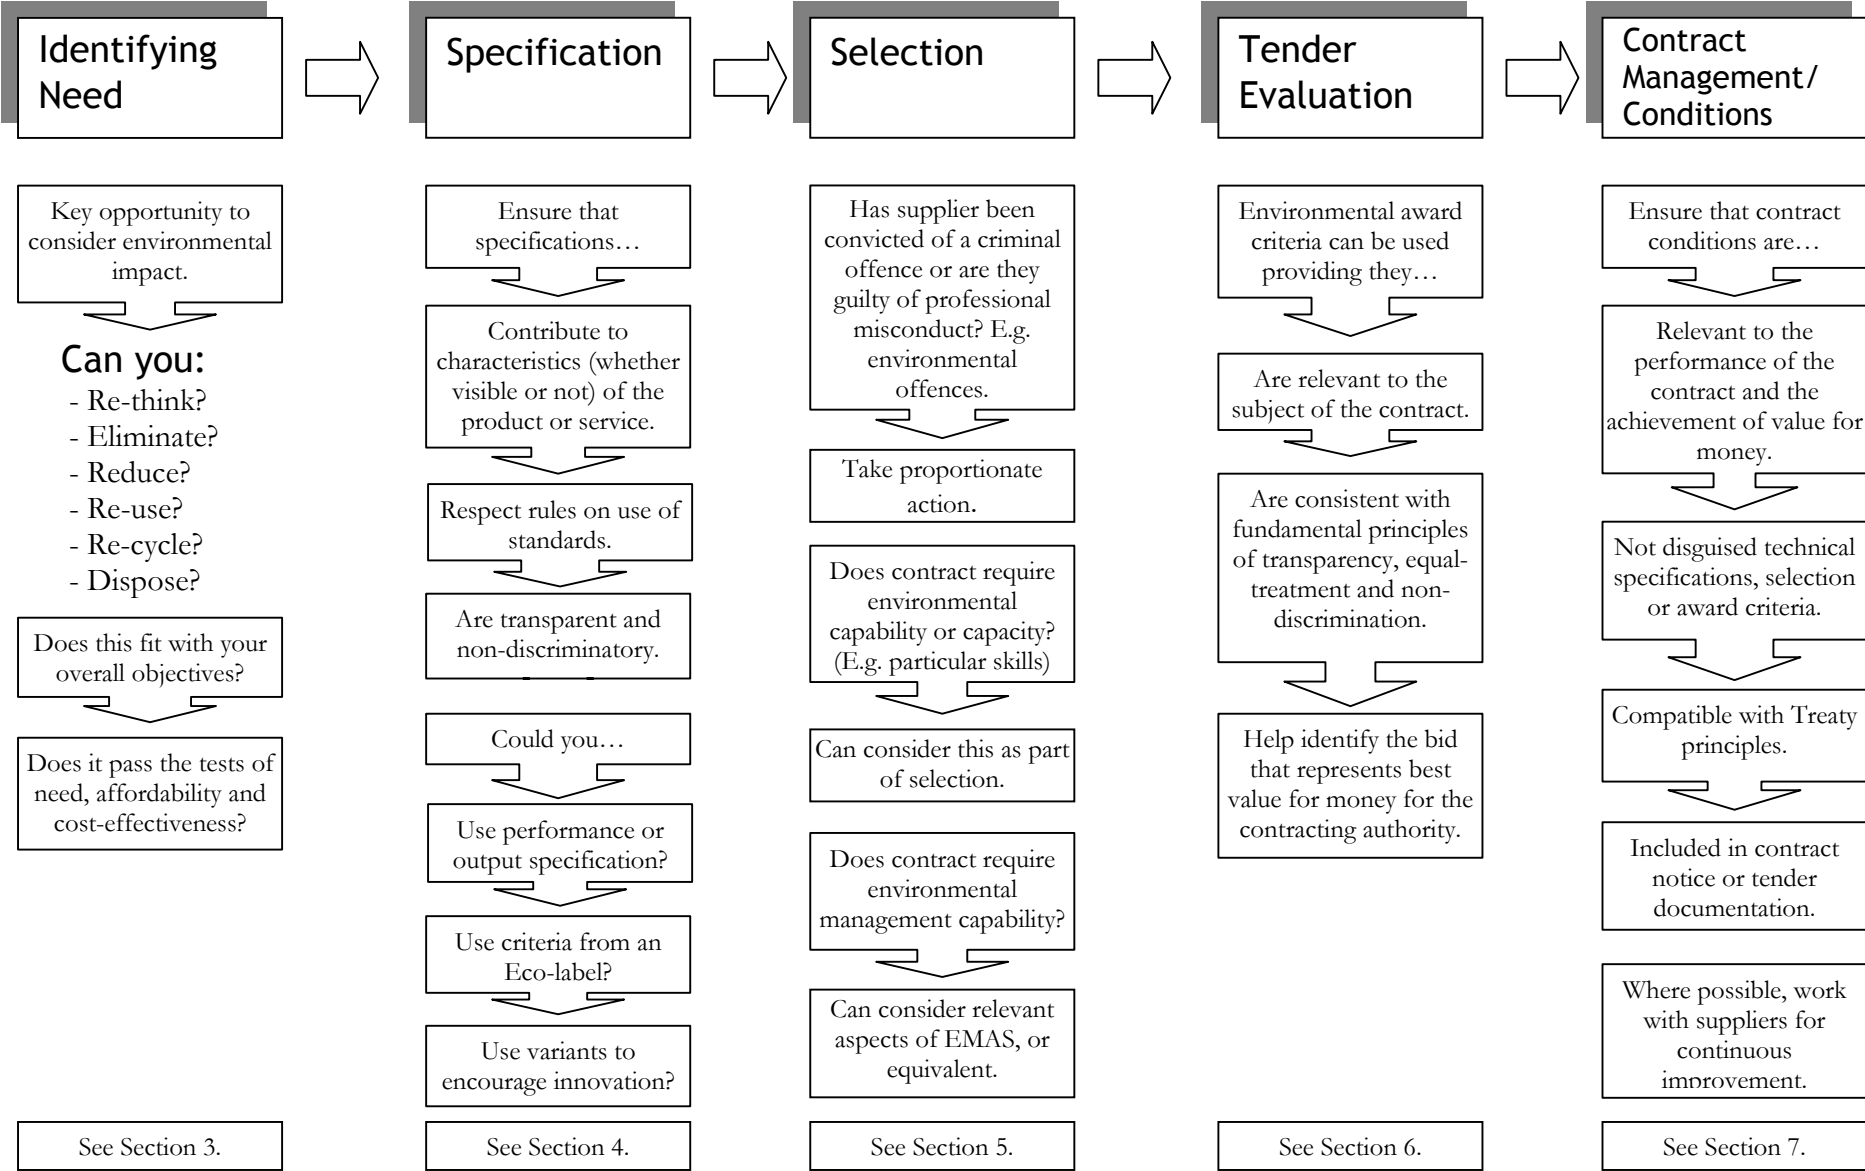 Identifying
Need
Specification
Selection
Tender
Evaluation
Contract
Management/
Conditions
Key opportunity to
consider environmental
impact.
Can you:
- Re-think?
- Eliminate?
- Reduce?
- Re-use?
- Re-cycle?
- Dispose?
Does this fit with your
overall objectives?
Does it pass the tests of
need, affordability and
cost-effectiveness?
See Section 3.
Ensure that
specifications…
Contribute to
characteristics (whether
visible or not) of the
product or service.
Respect rules on use of
standards.
Are transparent and
non-discriminatory.
Could you…
Use performance or
output specification?
Use criteria from an
Eco-label?
Use variants to
encourage innovation?
See Section 4.
Has supplier been
convicted of a criminal
offence or are they
guilty of professional
misconduct? E.g.
environmental
offences.
Take proportionate
action.
Does contract require
environmental
capability or capacity?
(E.g. particular skills)
Can consider this as part
of selection.
Does contract require
environmental
management capability?
Can consider relevant
aspects of EMAS, or
equivalent.
See Section 5.
Environmental award
criteria can be used
providing they…
Are relevant to the
subject of the contract.
Are consistent with
fundamental principles
of transparency, equal-
treatment and non-
discrimination.
Help identify the bid
that represents best
value for money for the
contracting authority.
See Section 6.
Ensure that contract
conditions are…
Relevant to the
performance of the
contract and the
achievement of value for
money.
Not disguised technical
specifications, selection
or award criteria.
Compatible with Treaty
principles.
Included in contract
notice or tender
documentation.
Where possible, work
with suppliers for
continuous
improvement.
See Section 7.